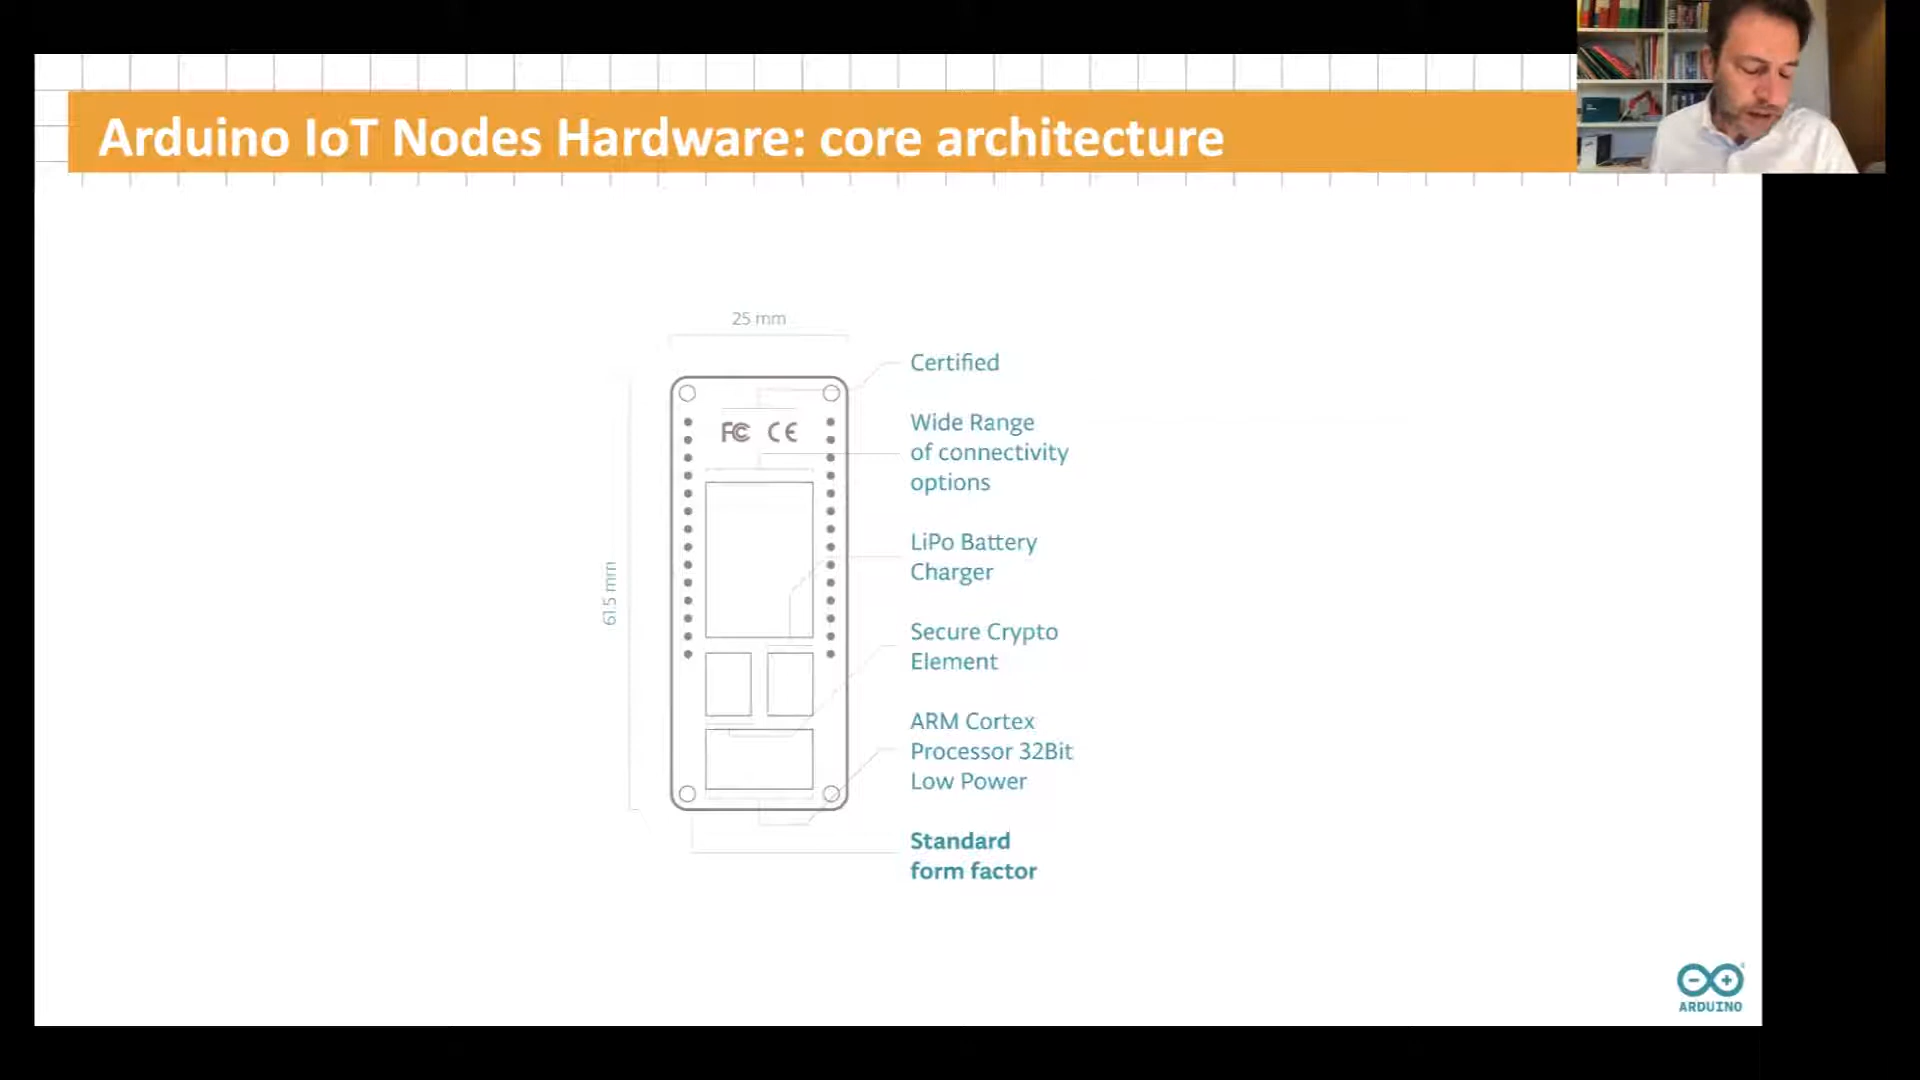 Arduino IoT Nodes Hardware: core architecture
25 mm
Certified
FC CE
Wide Range
of connectivity
options
LiPo Battery
Charger
61.5 mm
Secure Crypto
Element
ARM Cortex
Processor 32Bit
Low Power
Standard
form factor
ARDUINO